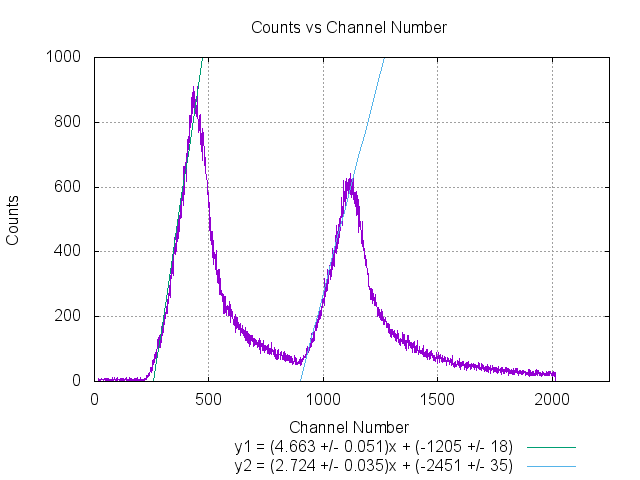 Counts vs Channel Number
1000
800
600
400
200
0
Counts
0 500 1000 1500 2000
Channel Number
y1 = (4.663 +/- 0.051)x + (-1205 +/- 18)
y2 = (2.724 +/- 0.035)x + (-2451 +/- 35)